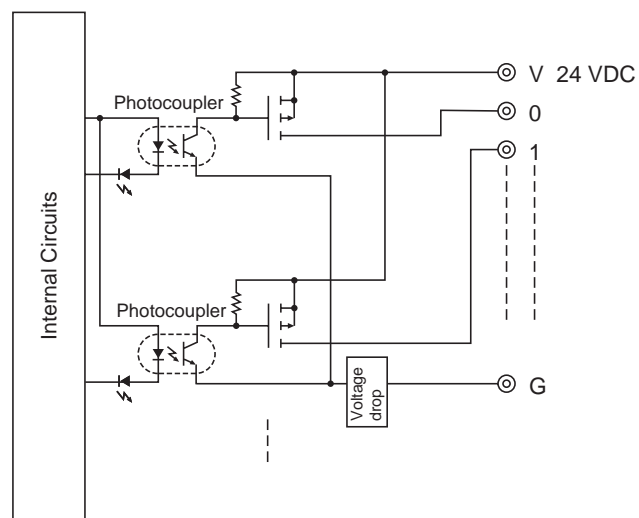 V 24 VDC
Photocoupler
0
1
Internal Circuits
Photocoupler
Voltage
drop
G